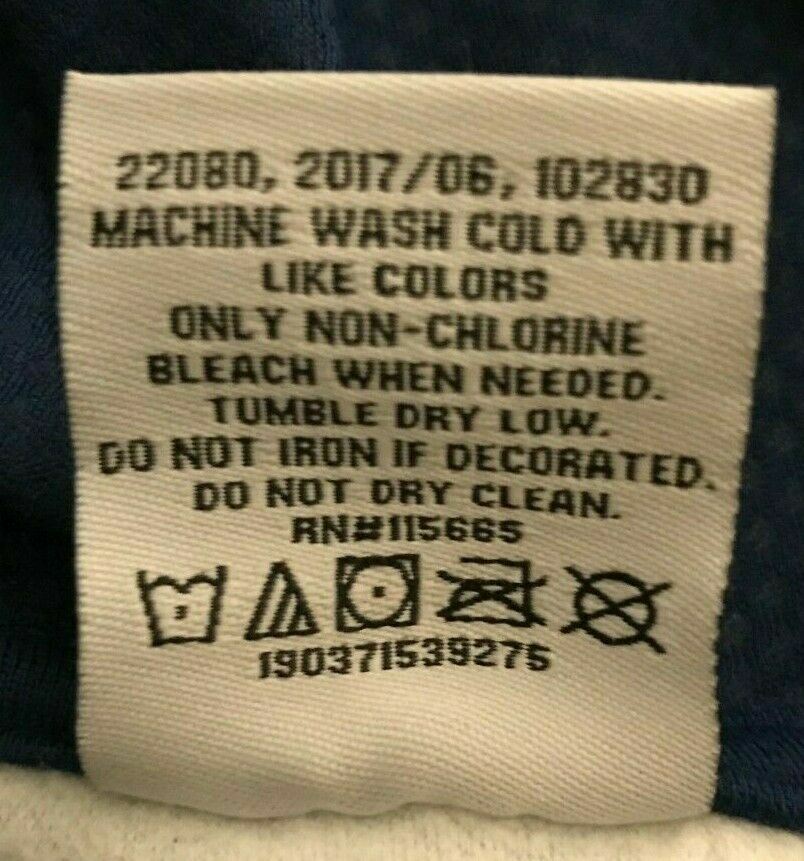 22080, 2017/06, 102830
MACHINE WASH COLD WITH
LIKE COLORS
ONLY NON-CHLORINE
BLEACH WHEN NEEDED.
TUMBLE DRY LOW.
DO NOT IRON IF DECORATED.
DO NOT DRY CLEAN.
RN#115665
190371539275